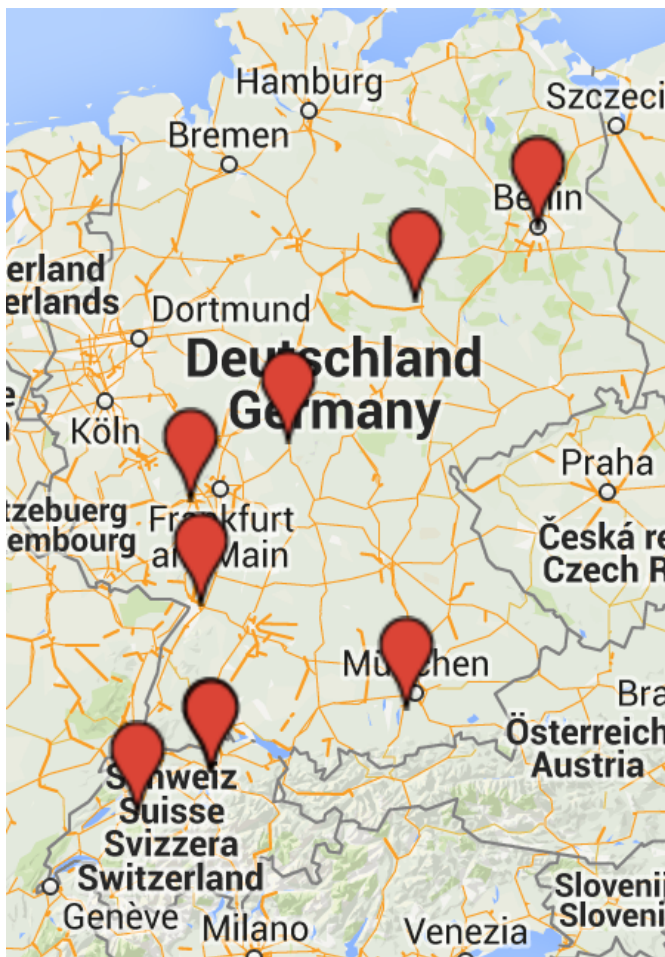 Hamburg
Szczeci
Bremen
Berlin
erland
erlands
Dortmund
Deutschland
Germany
Köln
Praha
tzebuerg
embourg
Frankfurt
am Main
Česká re
Czech R
München
Bra
Österreich
Austria
Schweiz
Suisse
Svizzera
Switzerland
Genève
Milano
Venezia
Sloveni
Sloveni